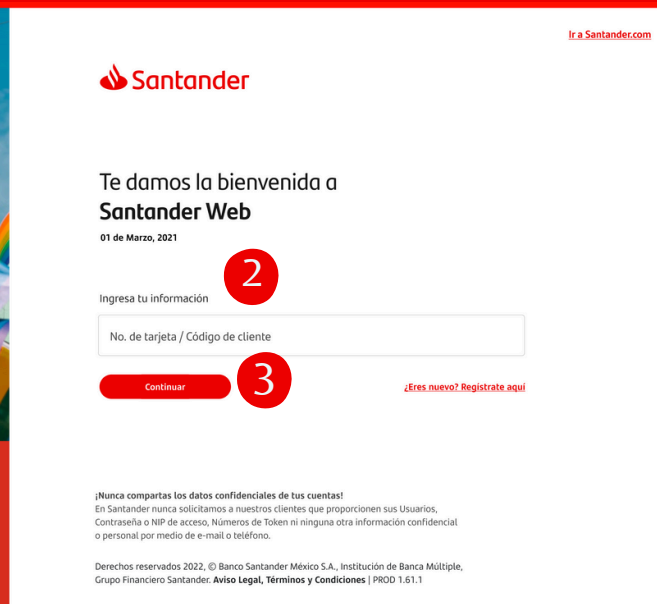 Ir a Santander.com
Santander
Te damos la bienvenida a
Santander Web
01 de Marzo, 2021
2
Ingresa tu información
No. de tarjeta / Código de cliente
Continuar
3
¿Eres nuevo? Regístrate aquí
¡Nunca compartas los datos confidenciales de tus cuentas!
En Santander nunca solicitamos a nuestros clientes que proporcionen sus Usuarios,
Contraseña o NIP de acceso, Números de Token ni ninguna otra información confidencial
o personal por medio de e-mail o teléfono.
Derechos reservados 2022, © Banco Santander México S.A., Institución de Banca Múltiple,
Grupo Financiero Santander. Aviso Legal, Términos y Condiciones | PROD 1.61.1